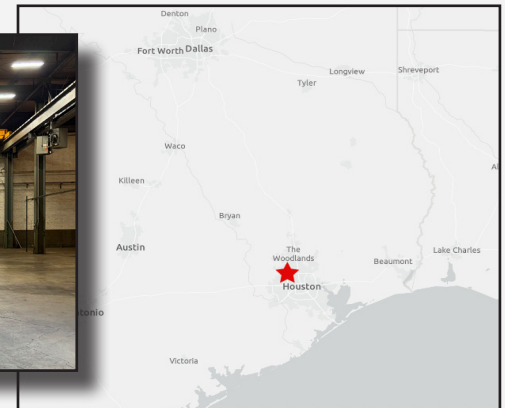 Denton
Plano
Fort Worth Dallas
Longview
Shreveport
Tyler
Waco
Killeen
Bryan
Austin
The
Woodlands
Beaumont
Lake Charles
Houston
tonio
Victoria